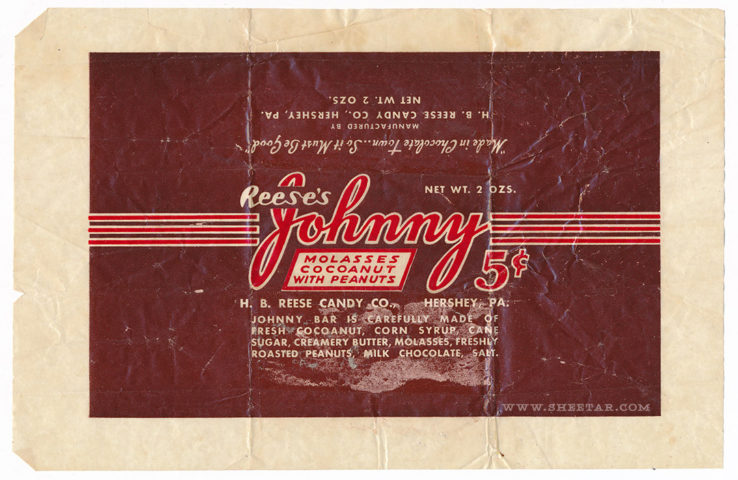 NET WT. 2 OZS.
H. B. REESE CANDY CO., HERSHEY, PA.
MANUFACTURED BY
"Made in Chocolate Town...So it Must Be Good"
Reese's
NET WT. 2 OZS.
Johnny
MOLASSES
COCOANUT
WITH PEANUTS
5¢
H. B. REESE CANDY CO., HERSHEY, PA.
JOHNNY BAR IS CAREFULLY MADE OF
FRESH COCOANUT, CORN SYRUP, CANE
SUGAR, CREAMERY BUTTER, MOLASSES, FRESHLY
ROASTED PEANUTS, MILK CHOCOLATE, SALT.
WWW.SHEETAR.COM